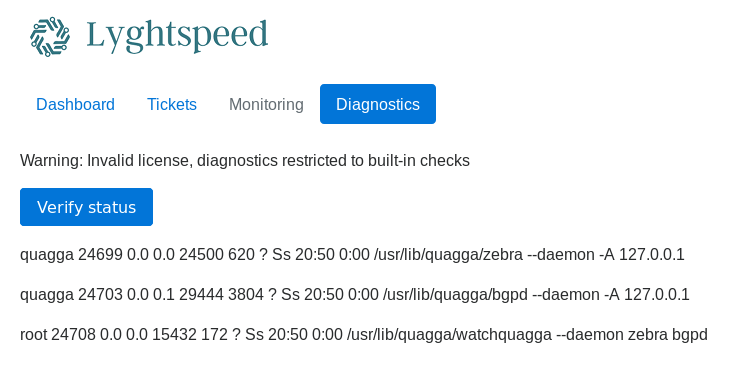 Lyghtspeed
Dashboard Tickets Monitoring Diagnostics
Warning: Invalid license, diagnostics restricted to built-in checks
Verify status
quagga 24699 0.0 0.0 24500 620 ? Ss 20:50 0:00 /usr/lib/quagga/zebra --daemon -A 127.0.0.1
quagga 24703 0.0 0.1 29444 3804 ? Ss 20:50 0:00 /usr/lib/quagga/bgpd --daemon -A 127.0.0.1
root 24708 0.0 0.0 15432 172 ? Ss 20:50 0:00 /usr/lib/quagga/watchquagga --daemon zebra bgpd